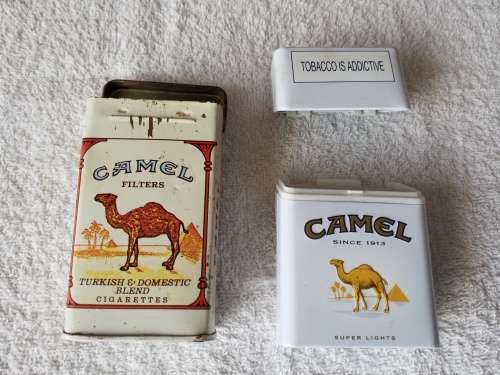 CAMEL
FILTERS
TURKISH & DOMESTIC
BLEND
CIGARETTES
TOBACCO IS ADDICTIVE
CAMEL
SINCE 1913
SUPER LIGHTS